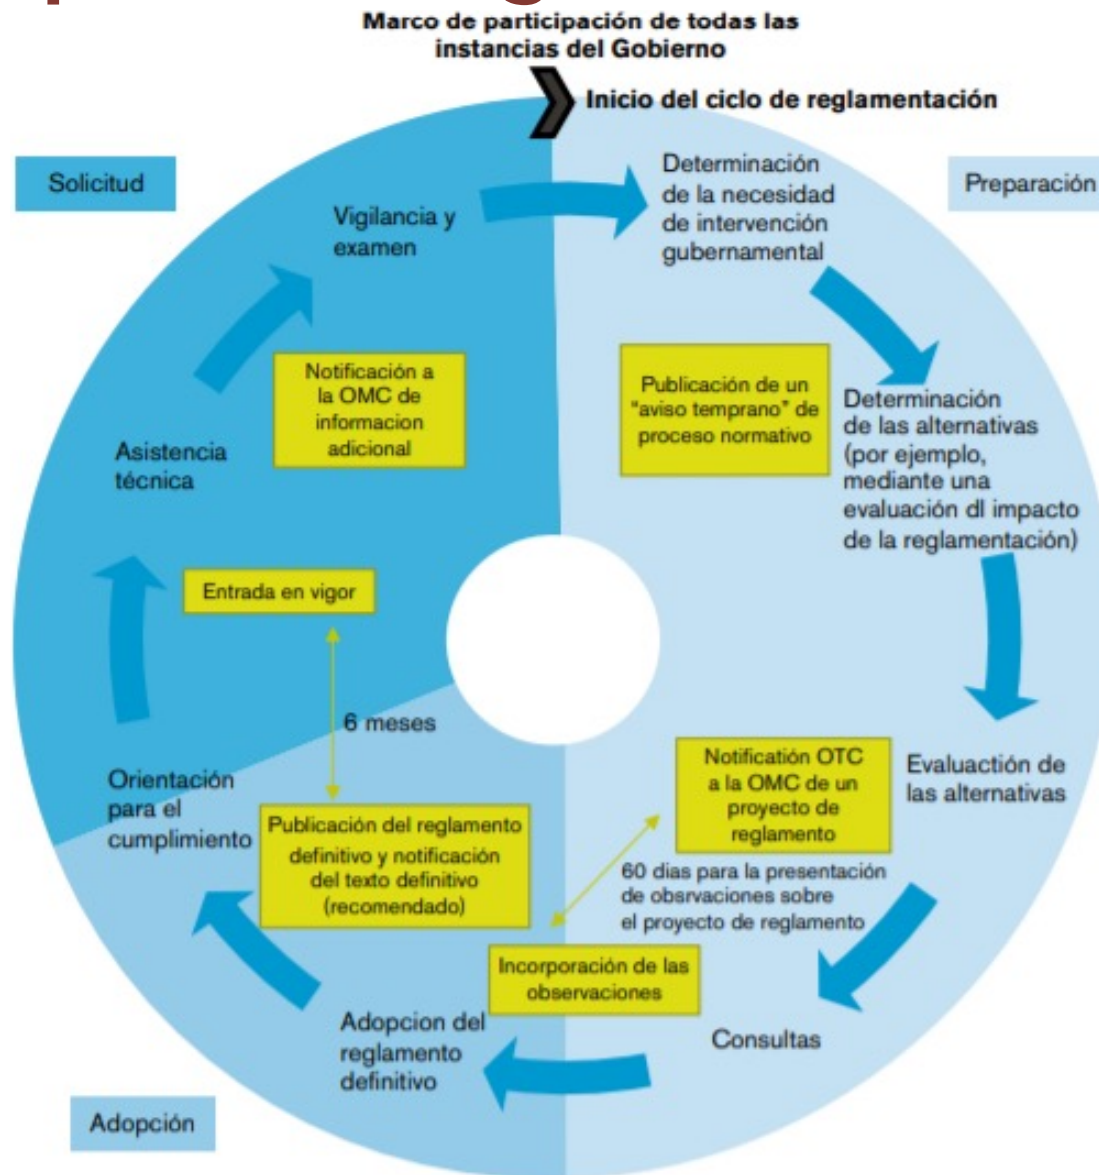 Marco de participación de todas las
instancias del Gobierno
Inicio del ciclo de reglamentación
Solicitud
Preparación
Vigilancia y
examen
Determinación
de la necesidad
de intervención
gubernamental
Notificación a
la OMC de
informacion
adicional
Publicación de un
“aviso temprano” de
proceso normativo
Determinación
de las alternativas
(por ejemplo,
mediante una
evaluación dl impacto
de la reglamentación)
Asistencia
técnica
Entrada en vigor
6 meses
Orientación
para el
cumplimiento
Notificatión OTC
a la OMC de un
proyecto de
reglamento
Evaluactión de
las alternativas
Publicación del reglamento
definitivo y notificación
del texto definitivo
(recomendado)
60 dias para la presentación
de obsrvaciones sobre
el proyecto de reglamento
Incorporación de las
observaciones
Adopcion del
reglamento
definitivo
Consultas
Adopción